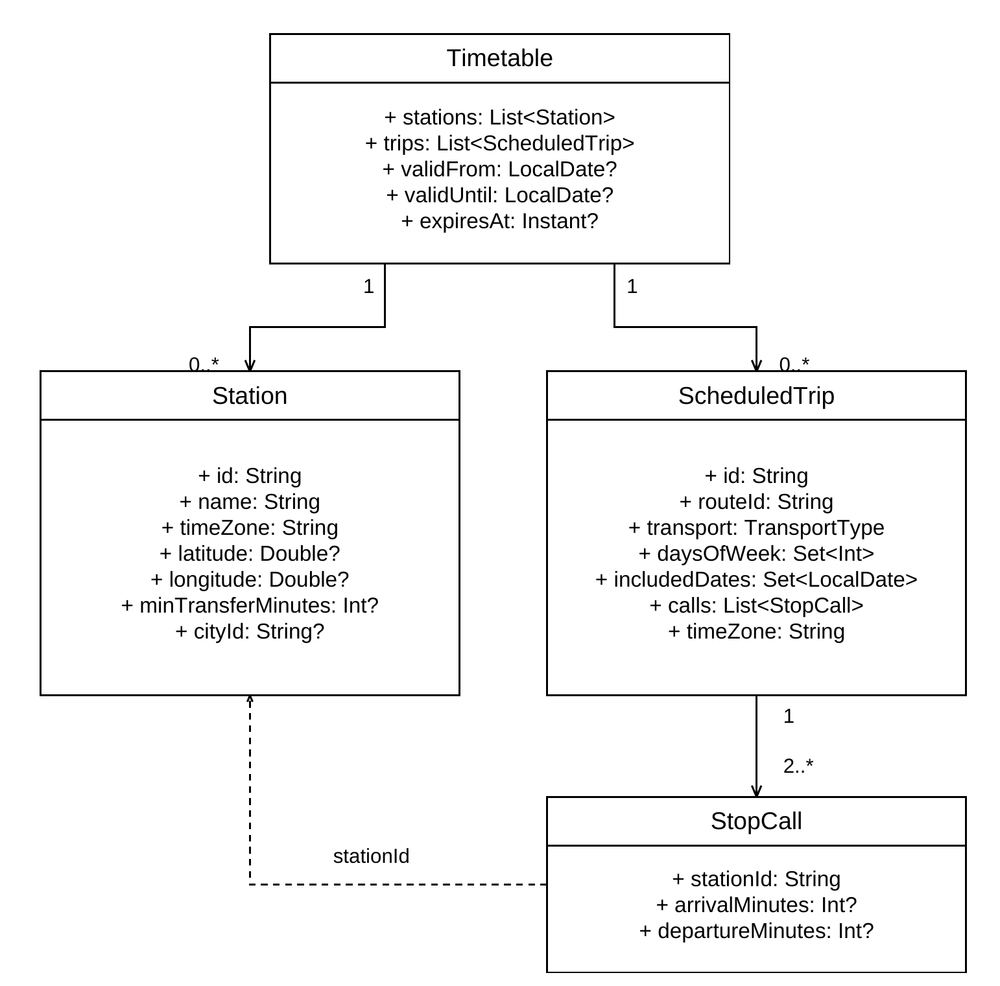 Timetable
+ stations: List<Station>
+ trips: List<ScheduledTrip>
+ validFrom: LocalDate?
+ validUntil: LocalDate?
+ expiresAt: Instant?
1
1
0..*
0..*
Station
+ id: String
+ name: String
+ timeZone: String
+ latitude: Double?
+ longitude: Double?
+ minTransferMinutes: Int?
+ cityId: String?
ScheduledTrip
+ id: String
+ routeId: String
+ transport: TransportType
+ daysOfWeek: Set<Int>
+ includedDates: Set<LocalDate>
+ calls: List<StopCall>
+ timeZone: String
1
2..*
stationId
StopCall
+ stationId: String
+ arrivalMinutes: Int?
+ departureMinutes: Int?